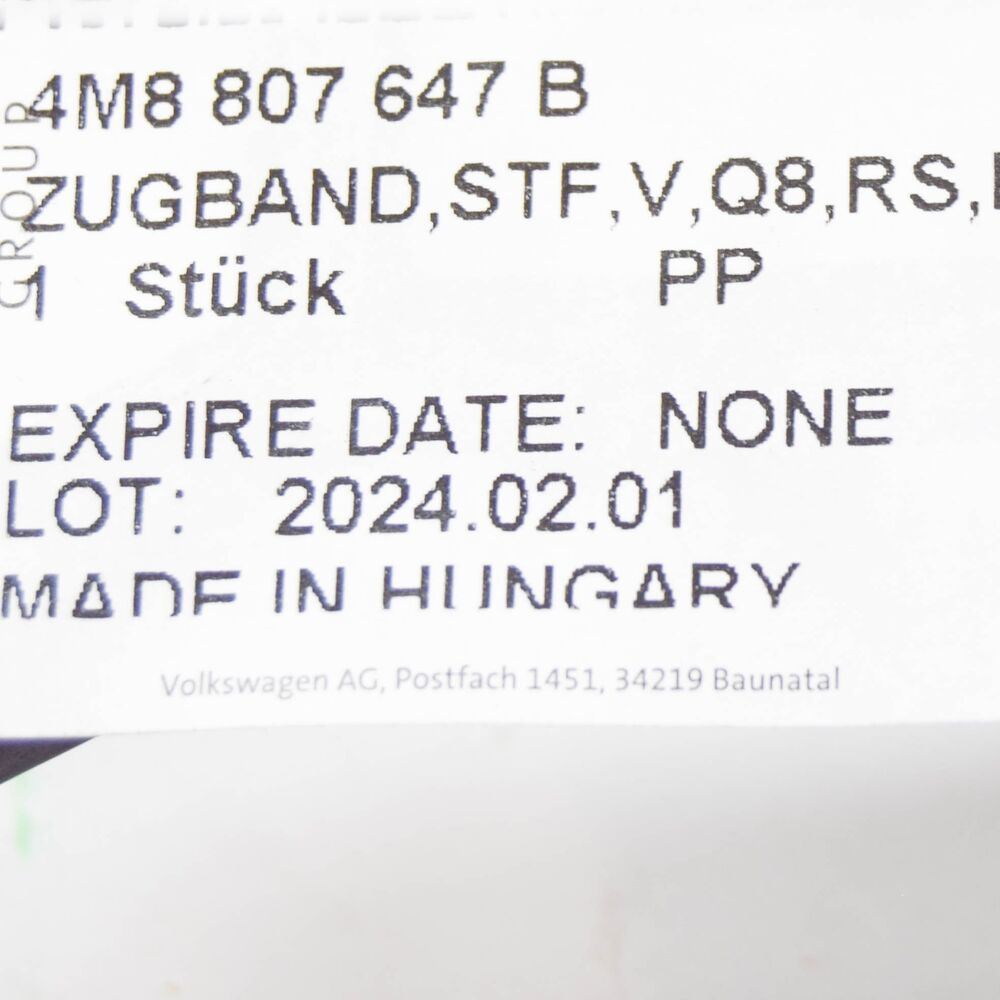 4M8 807 647 B
ZUGBAND,STF,V,Q8,RS,
1 Stück PP
EXPIRE DATE: NONE
LOT: 2024.02.01
MADE IN HUNGARY
Volkswagen AG, Postfach 1451, 34219 Baunatal
GROUP